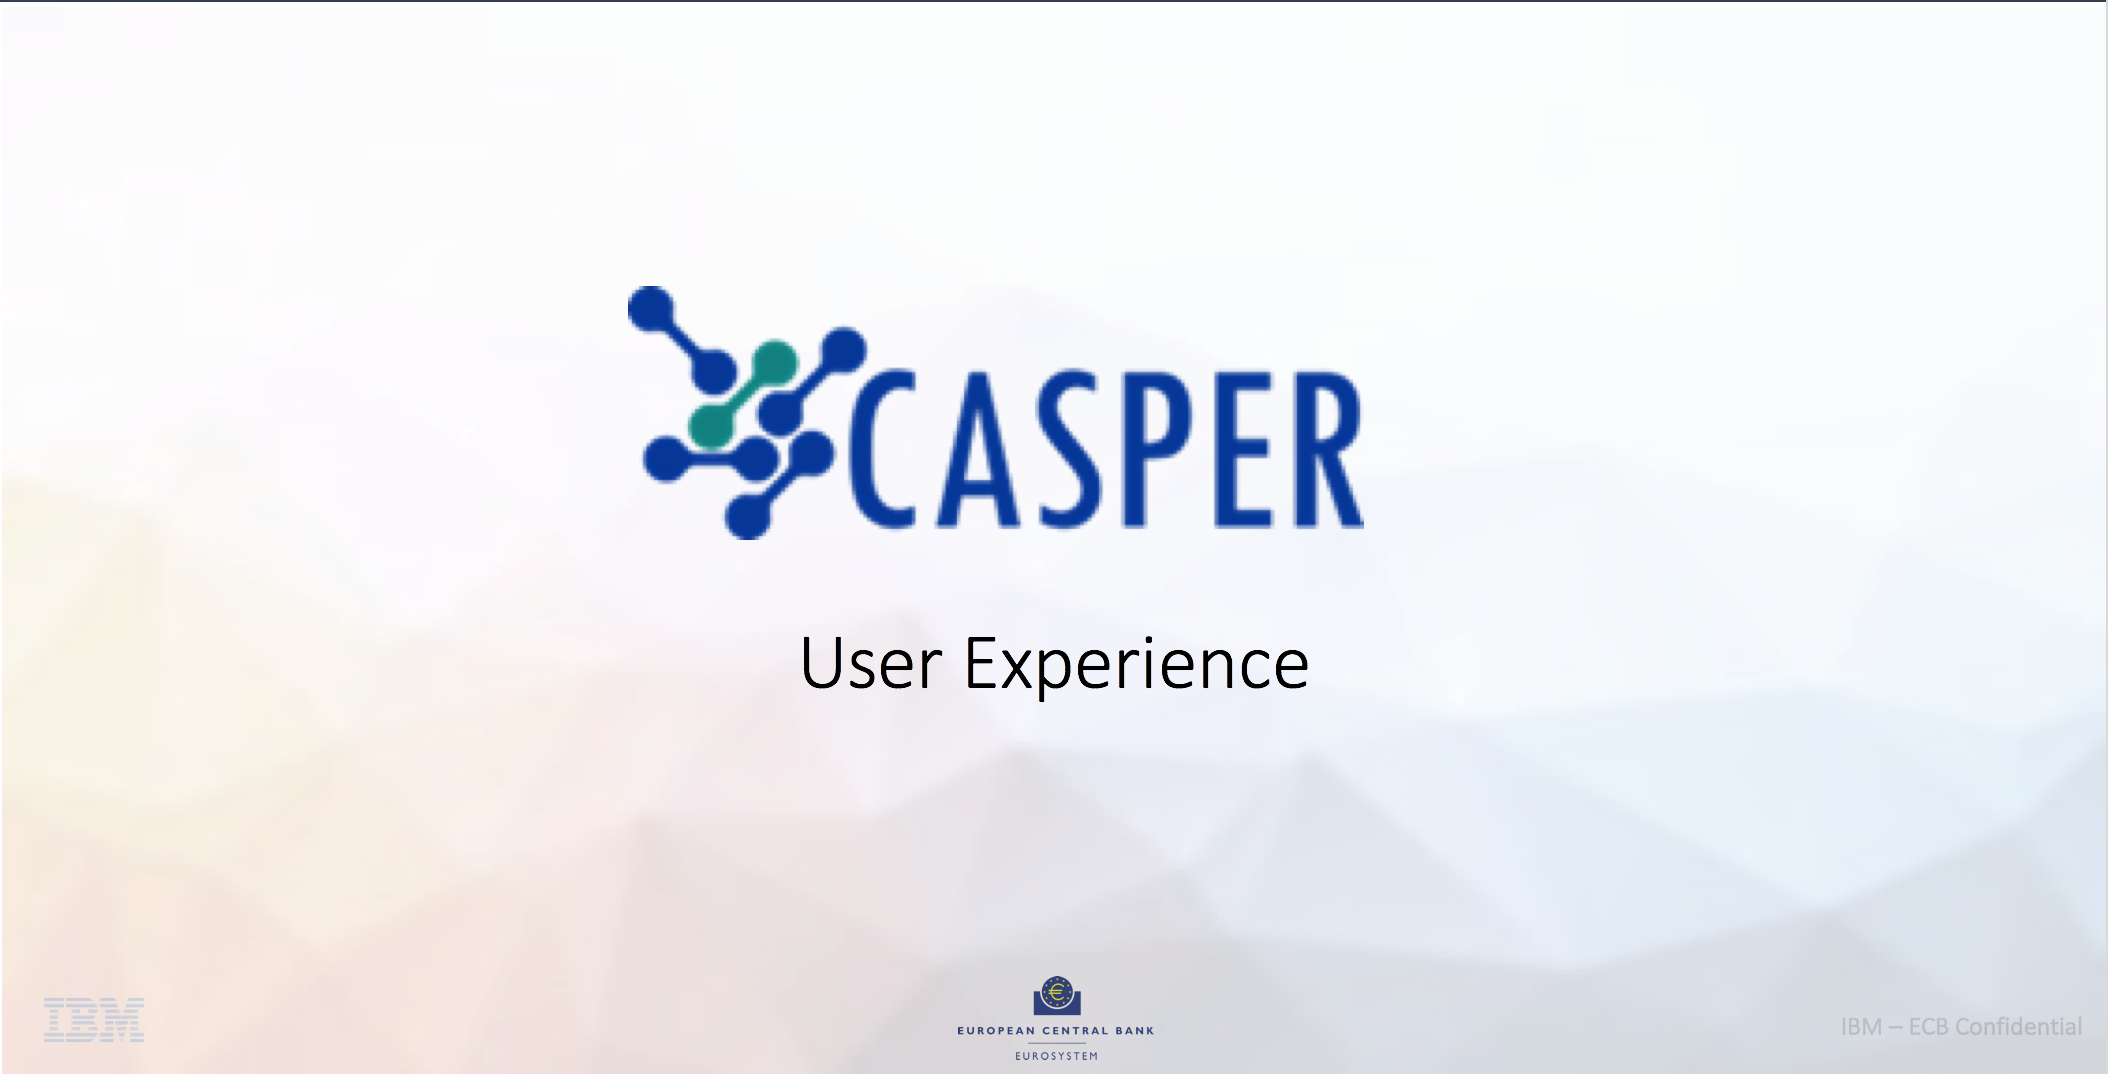 CASPER
User Experience
IBM
EUROPEAN CENTRAL BANK
EUROSYSTEM
IBM – ECB Confidential